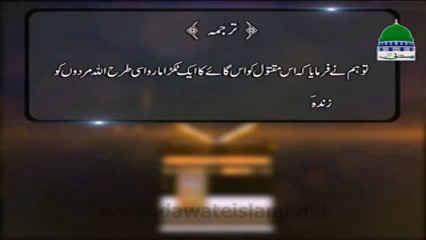 ترجمہ
تو ہم نے فرمایا کہ اس مقتول کو اس گائے کا ایک ٹکڑا مارو اسی طرح اللہ مردوں کو
زندہ
www.dawateislami.net